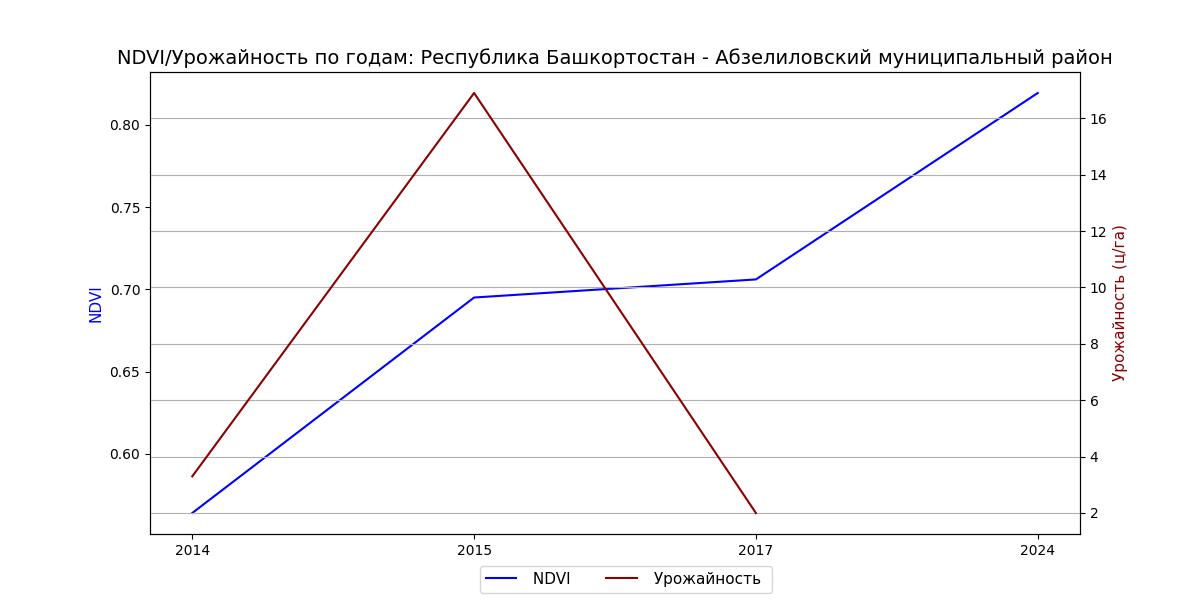 NDVI/Урожайность по годам: Республика Башкортостан - Абзелиловский муниципальный район
0.80
0.75
0.70
0.65
0.60
NDVI
16
14
12
10
8
6
4
2
Урожайность (ц/га)
2014 2015 2017 2024
NDVI Урожайность